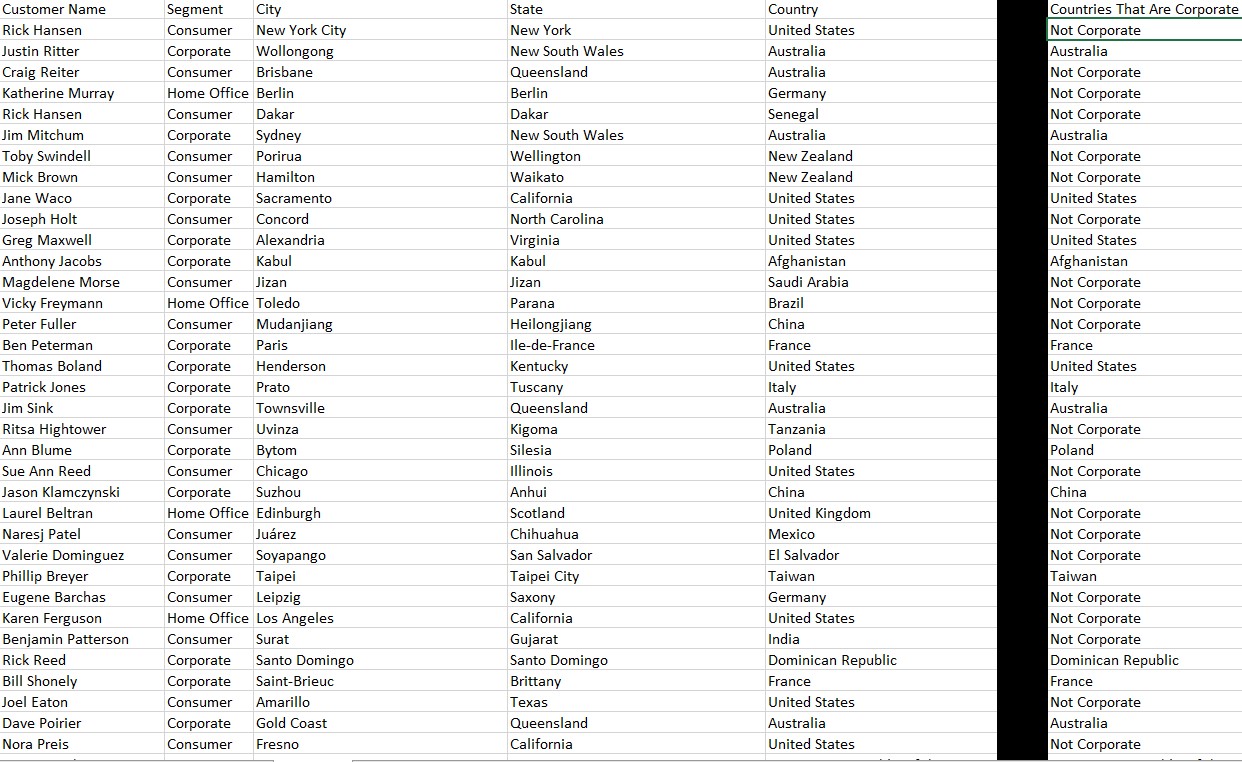 Customer Name Segment City State Country Countries That Are Corporate
Rick Hansen Consumer New York City New York United States Not Corporate
Justin Ritter Corporate Wollongong New South Wales Australia Australia
Craig Reiter Consumer Brisbane Queensland Australia Not Corporate
Katherine Murray Home Office Berlin Berlin Germany Not Corporate
Rick Hansen Consumer Dakar Dakar Senegal Not Corporate
Jim Mitchum Corporate Sydney New South Wales Australia Australia
Toby Swindell Consumer Porirua Wellington New Zealand Not Corporate
Mick Brown Consumer Hamilton Waikato New Zealand Not Corporate
Jane Waco Corporate Sacramento California United States United States
Joseph Holt Consumer Concord North Carolina United States Not Corporate
Greg Maxwell Corporate Alexandria Virginia United States United States
Anthony Jacobs Corporate Kabul Kabul Afghanistan Afghanistan
Magdelene Morse Consumer Jizan Jizan Saudi Arabia Not Corporate
Vicky Freymann Home Office Toledo Parana Brazil Not Corporate
Peter Fuller Consumer Mudanjiang Heilongjiang China Not Corporate
Ben Peterman Corporate Paris Ile-de-France France France
Thomas Boland Corporate Henderson Kentucky United States United States
Patrick Jones Corporate Prato Tuscany Italy Italy
Jim Sink Corporate Townsville Queensland Australia Australia
Ritsa Hightower Consumer Uvinza Kigoma Tanzania Not Corporate
Ann Blume Corporate Bytom Silesia Poland Poland
Sue Ann Reed Consumer Chicago Illinois United States Not Corporate
Jason Klamczynski Corporate Suzhou Anhui China China
Laurel Beltran Home Office Edinburgh Scotland United Kingdom Not Corporate
Naresj Patel Consumer Juárez Chihuahua Mexico Not Corporate
Valerie Dominguez Consumer Soyapango San Salvador El Salvador Not Corporate
Phillip Breyer Corporate Taipei Taipei City Taiwan Taiwan
Eugene Barchas Consumer Leipzig Saxony Germany Not Corporate
Karen Ferguson Home Office Los Angeles California United States Not Corporate
Benjamin Patterson Consumer Surat Gujarat India Not Corporate
Rick Reed Corporate Santo Domingo Santo Domingo Dominican Republic Dominican Republic
Bill Shonely Corporate Saint-Brieuc Brittany France France
Joel Eaton Consumer Amarillo Texas United States Not Corporate
Dave Poirier Corporate Gold Coast Queensland Australia Australia
Nora Preis Consumer Fresno California United States Not Corporate